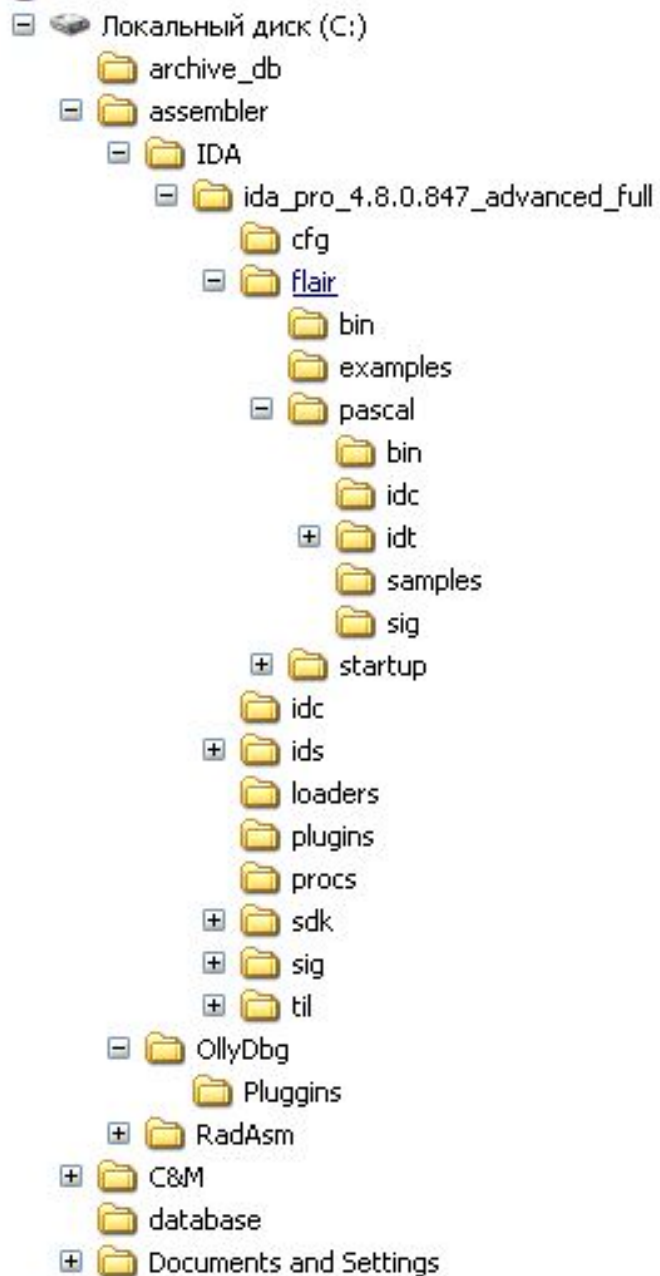 Локальный диск (C:)
archive_db
assembler
IDA
ida_pro_4.8.0.847_advanced_full
cfg
flair
bin
examples
pascal
bin
idc
idt
samples
sig
startup
idc
ids
loaders
plugins
procs
sdk
sig
til
OllyDbg
Pluggins
RadAsm
C&M
database
Documents and Settings